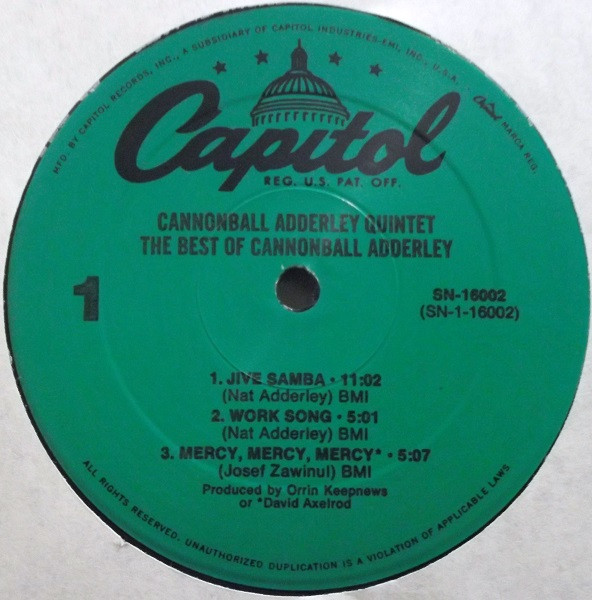 MFD. BY CAPITOL RECORDS, INC., A SUBSIDIARY OF CAPITOL INDUSTRIES-EMI, INC., U.S.A.
Capitol MARCA REG.
Capitol
REG. U.S. PAT. OFF.
CANNONBALL ADDERLEY QUINTET
THE BEST OF CANNONBALL ADDERLEY
1
SN-16002
(SN-1-16002)
1. JIVE SAMBA • 11:02
(Nat Adderley) BMI
2. WORK SONG • 5:01
(Nat Adderley) BMI
3. MERCY, MERCY, MERCY* • 5:07
(Josef Zawinul) BMI
Produced by Orrin Keepnews
or *David Axelrod
ALL RIGHTS RESERVED. UNAUTHORIZED DUPLICATION IS A VIOLATION OF APPLICABLE LAWS